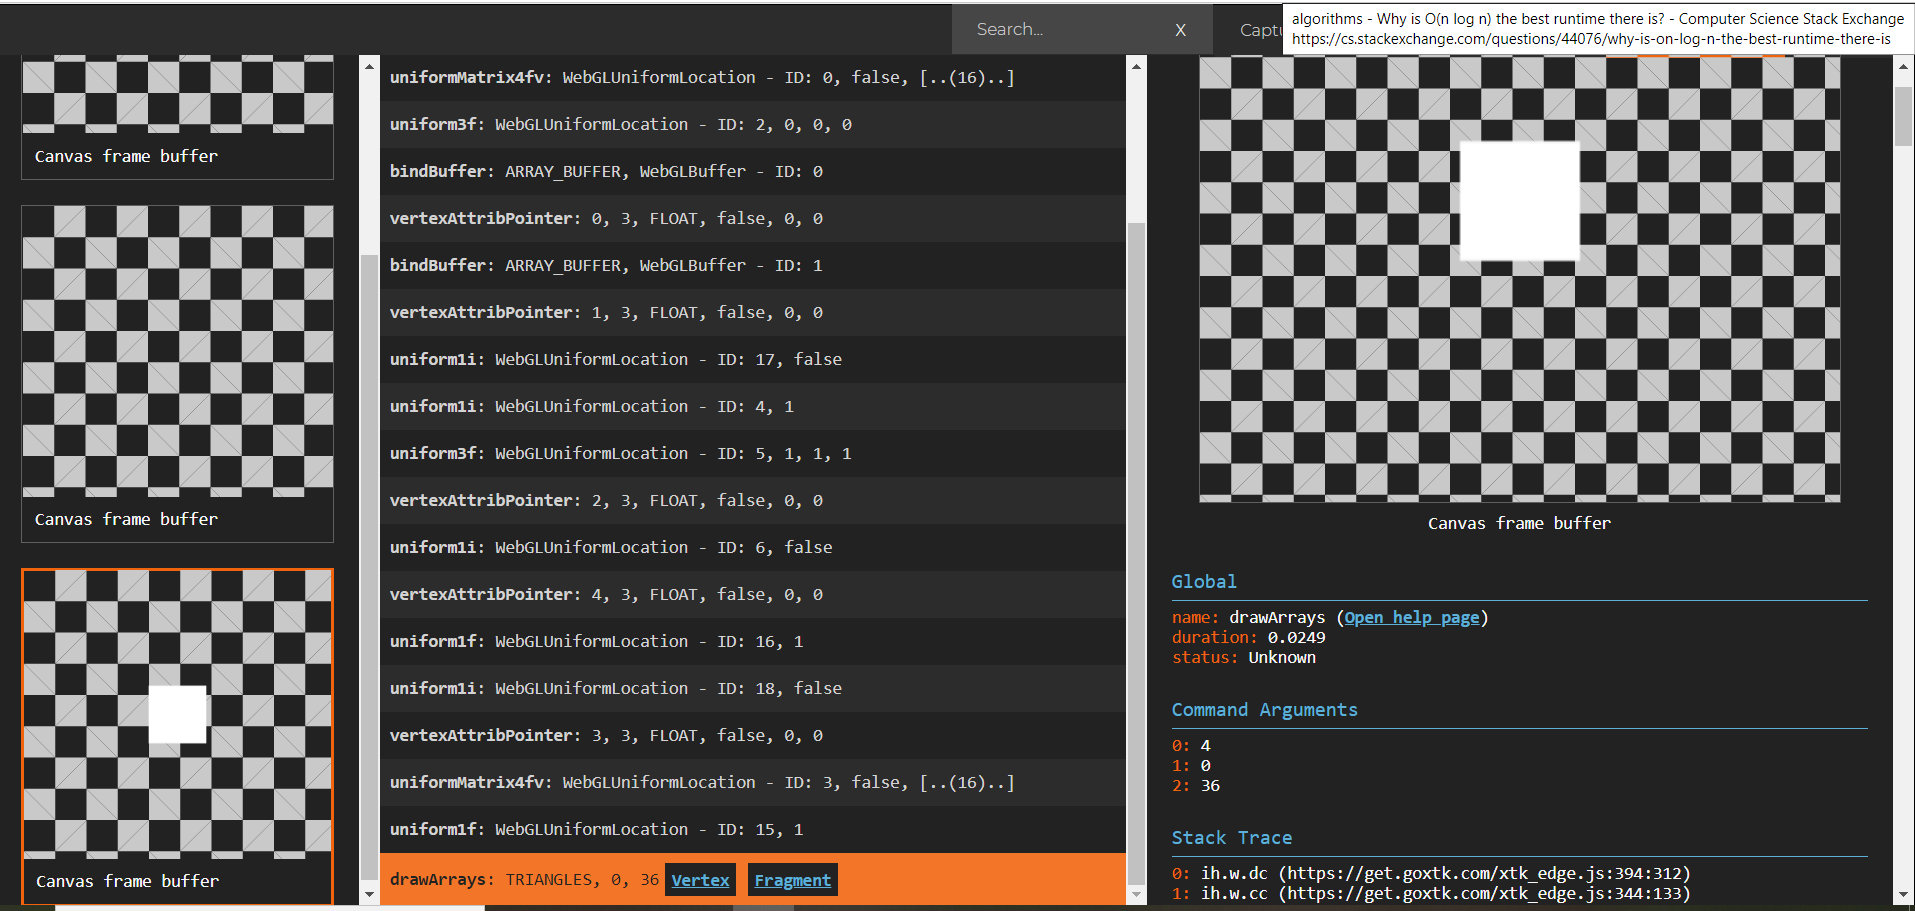 Search...
X
Captu
algorithms - Why is O(n log n) the best runtime there is? - Computer Science Stack Exchange
https://cs.stackexchange.com/questions/44076/why-is-on-log-n-the-best-runtime-there-is
Canvas frame buffer
Canvas frame buffer
Canvas frame buffer
uniformMatrix4fv: WebGLUniformLocation - ID: 0, false, [..(16)..]
uniform3f: WebGLUniformLocation - ID: 2, 0, 0, 0
bindBuffer: ARRAY_BUFFER, WebGLBuffer - ID: 0
vertexAttribPointer: 0, 3, FLOAT, false, 0, 0
bindBuffer: ARRAY_BUFFER, WebGLBuffer - ID: 1
vertexAttribPointer: 1, 3, FLOAT, false, 0, 0
uniform1i: WebGLUniformLocation - ID: 17, false
uniform1i: WebGLUniformLocation - ID: 4, 1
uniform3f: WebGLUniformLocation - ID: 5, 1, 1, 1
vertexAttribPointer: 2, 3, FLOAT, false, 0, 0
uniform1i: WebGLUniformLocation - ID: 6, false
vertexAttribPointer: 4, 3, FLOAT, false, 0, 0
uniform1f: WebGLUniformLocation - ID: 16, 1
uniform1i: WebGLUniformLocation - ID: 18, false
vertexAttribPointer: 3, 3, FLOAT, false, 0, 0
uniformMatrix4fv: WebGLUniformLocation - ID: 3, false, [..(16)..]
uniform1f: WebGLUniformLocation - ID: 15, 1
drawArrays: TRIANGLES, 0, 36 Vertex Fragment
Canvas frame buffer
Global
name: drawArrays (Open help page)
duration: 0.0249
status: Unknown
Command Arguments
0: 4
1: 0
2: 36
Stack Trace
0: ih.w.dc (https://get.goxtk.com/xtk_edge.js:394:312)
1: ih.w.cc (https://get.goxtk.com/xtk_edge.js:344:133)